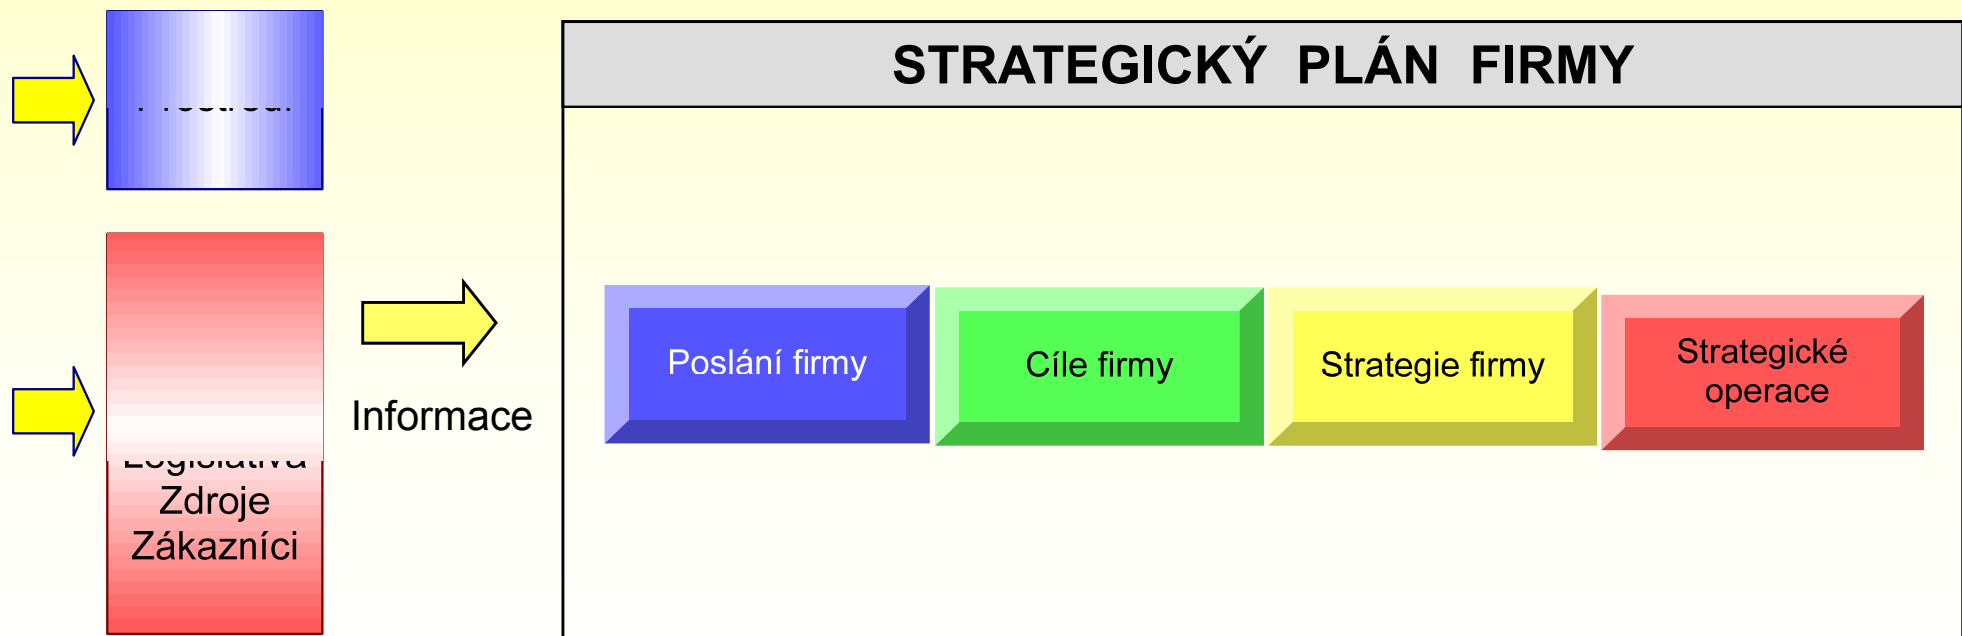 STRATEGICKÝ PLÁN FIRMY
Zdroje
Zákazníci
Informace
Poslání firmy
Cíle firmy
Strategie firmy
Strategické
operace